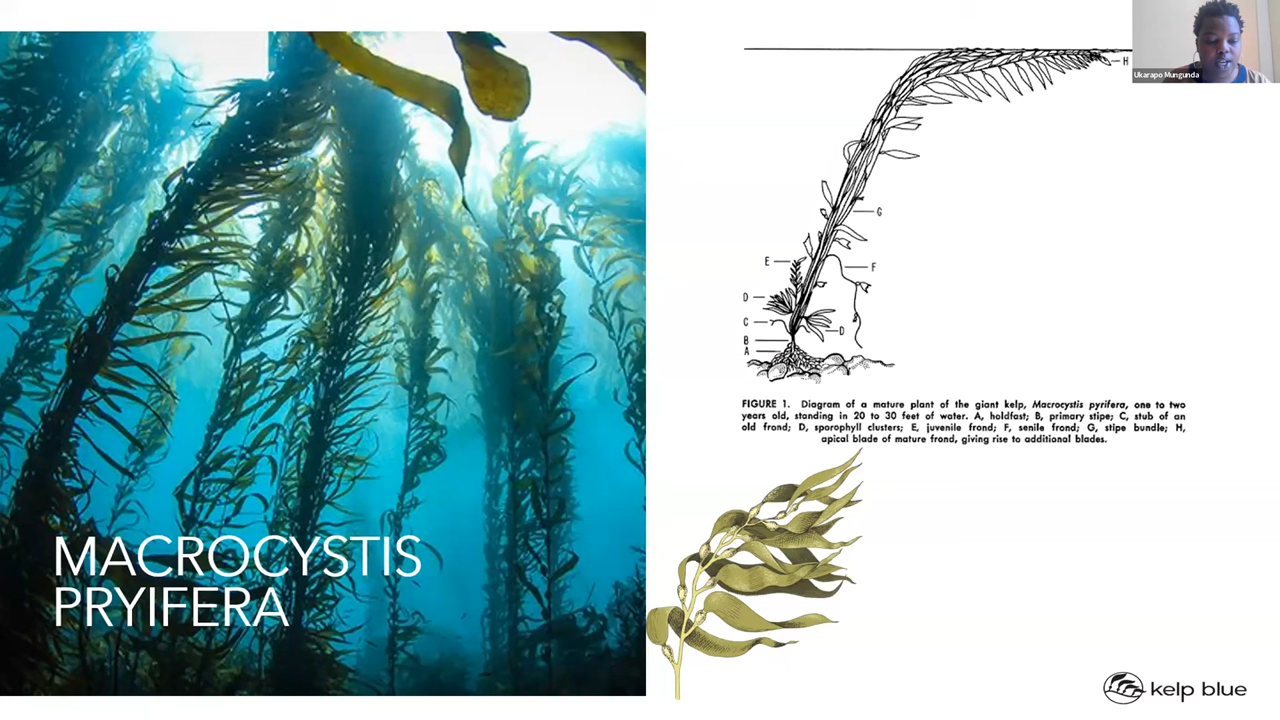 MACROCYSTIS
PRYIFERA
H
G
E
F
D
C
D
B
A
FIGURE 1. Diagram of a mature plant of the giant kelp, Macrocystis pyrifera, one to two
years old, standing in 20 to 30 feet of water. A, holdfast; B, primary stipe; C, stub of an
old frond; D, sporophyll clusters; E, juvenile frond; F, senile frond; G, stipe bundle; H,
apical blade of mature frond, giving rise to additional blades.
Ukarapo Mungunda
kelp blue